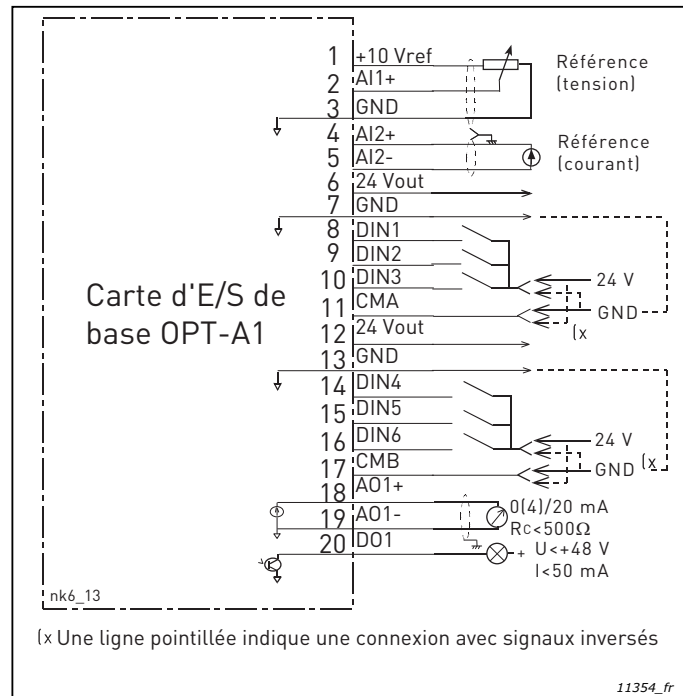 1 +10 Vref
2 AI1+
3 GND
4 AI2+
5 AI2-
6 24 Vout
7 GND
8 DIN1
9 DIN2
10 DIN3
11 CMA
12 24 Vout
13 GND
14 DIN4
15 DIN5
16 DIN6
17 CMB
18 AO1+
19 AO1-
20 DO1
Carte d'E/S de
base OPT-A1
Référence
(tension)
Référence
(courant)
24 V
GND
(x
24 V
GND (x
0(4)/20 mA
RC<500Ω
+ U<+48 V
I<50 mA
nk6_13
(x Une ligne pointillée indique une connexion avec signaux inversés
11354_fr